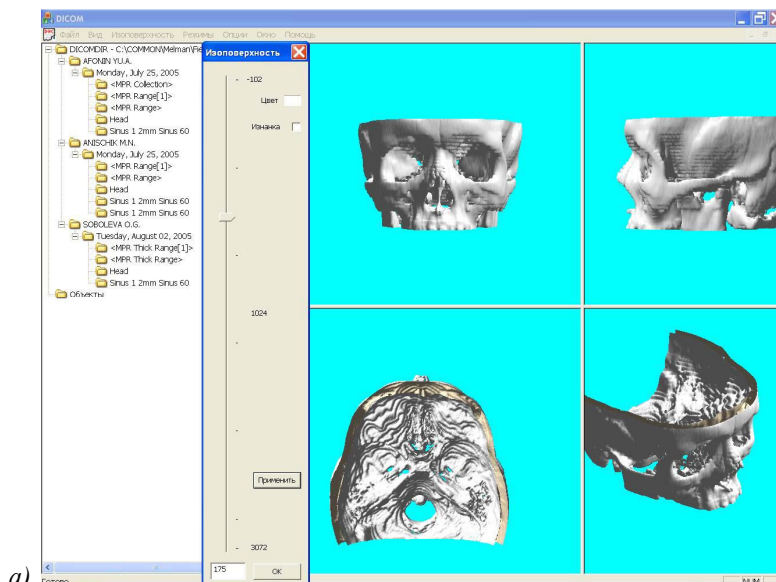 DICOM
Файл Вид Изоповерхность Режимы Опции Окно Помощь
DICOMDIR - C:\COMMON\Melman\Re
AFONIN YU.A.
Monday, July 25, 2005
<MPR Collection>
<MPR Range[1]>
<MPR Range>
Head
Sinus 1 2mm Sinus 60
ANISCHIK M.N.
Monday, July 25, 2005
<MPR Range[1]>
<MPR Range>
Head
Sinus 1 2mm Sinus 60
Sinus 1 2mm Sinus 60
SOBOLEVA O.G.
Tuesday, August 02, 2005
<MPR Thick Range[1]>
<MPR Thick Range>
Head
Sinus 1 2mm Sinus 60
Объекты
Изоповерхность
-102
Цвет
Изнанка
1024
Применить
3072
175
OK
Готово
NUM
а)